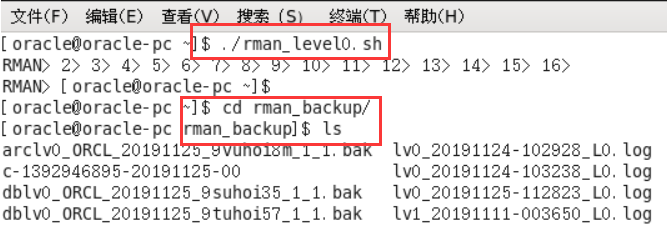 文件(F) 编辑(E) 查看(V) 搜索 (S) 终端(T) 帮助(H)
[oracle@oracle-pc ~]$ ./rman_level0.sh
RMAN> 2> 3> 4> 5> 6> 7> 8> 9> 10> 11> 12> 13> 14> 15> 16>
RMAN> [oracle@oracle-pc ~]$
[oracle@oracle-pc ~]$ cd rman_backup/
[oracle@oracle-pc rman_backup]$ ls
arclv0_ORCL_20191125_9vuhoi8m_1_1.bak lv0_20191124-102928_L0.log
c-1392946895-20191125-00 lv0_20191124-103238_L0.log
dblv0_ORCL_20191125_9suhoi35_1_1.bak lv0_20191125-112823_L0.log
dblv0_ORCL_20191125_9tuhoi57_1_1.bak lv1_20191111-003650_L0.log